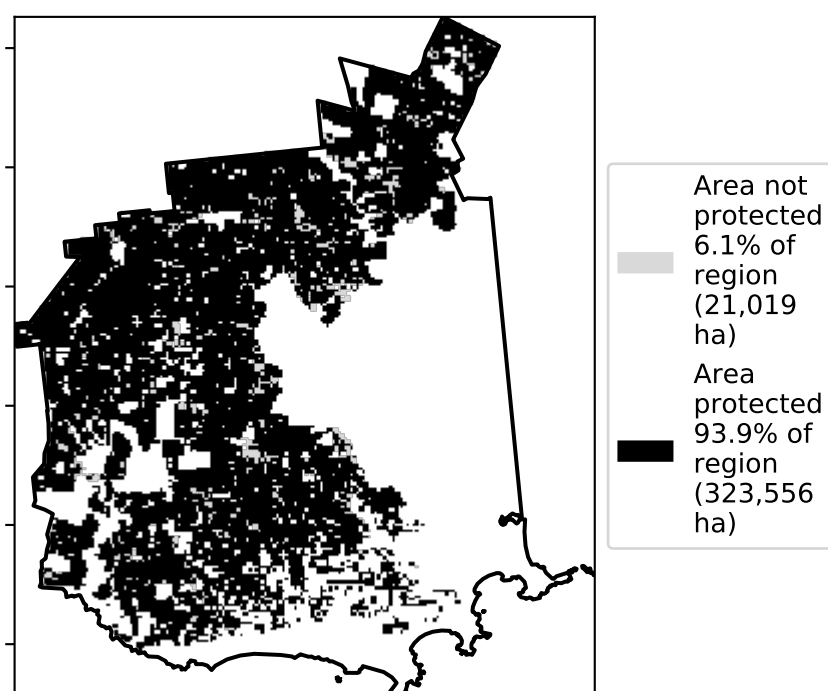 Area not
protected
6.1% of
region
(21,019
ha)
Area
protected
93.9% of
region
(323,556
ha)